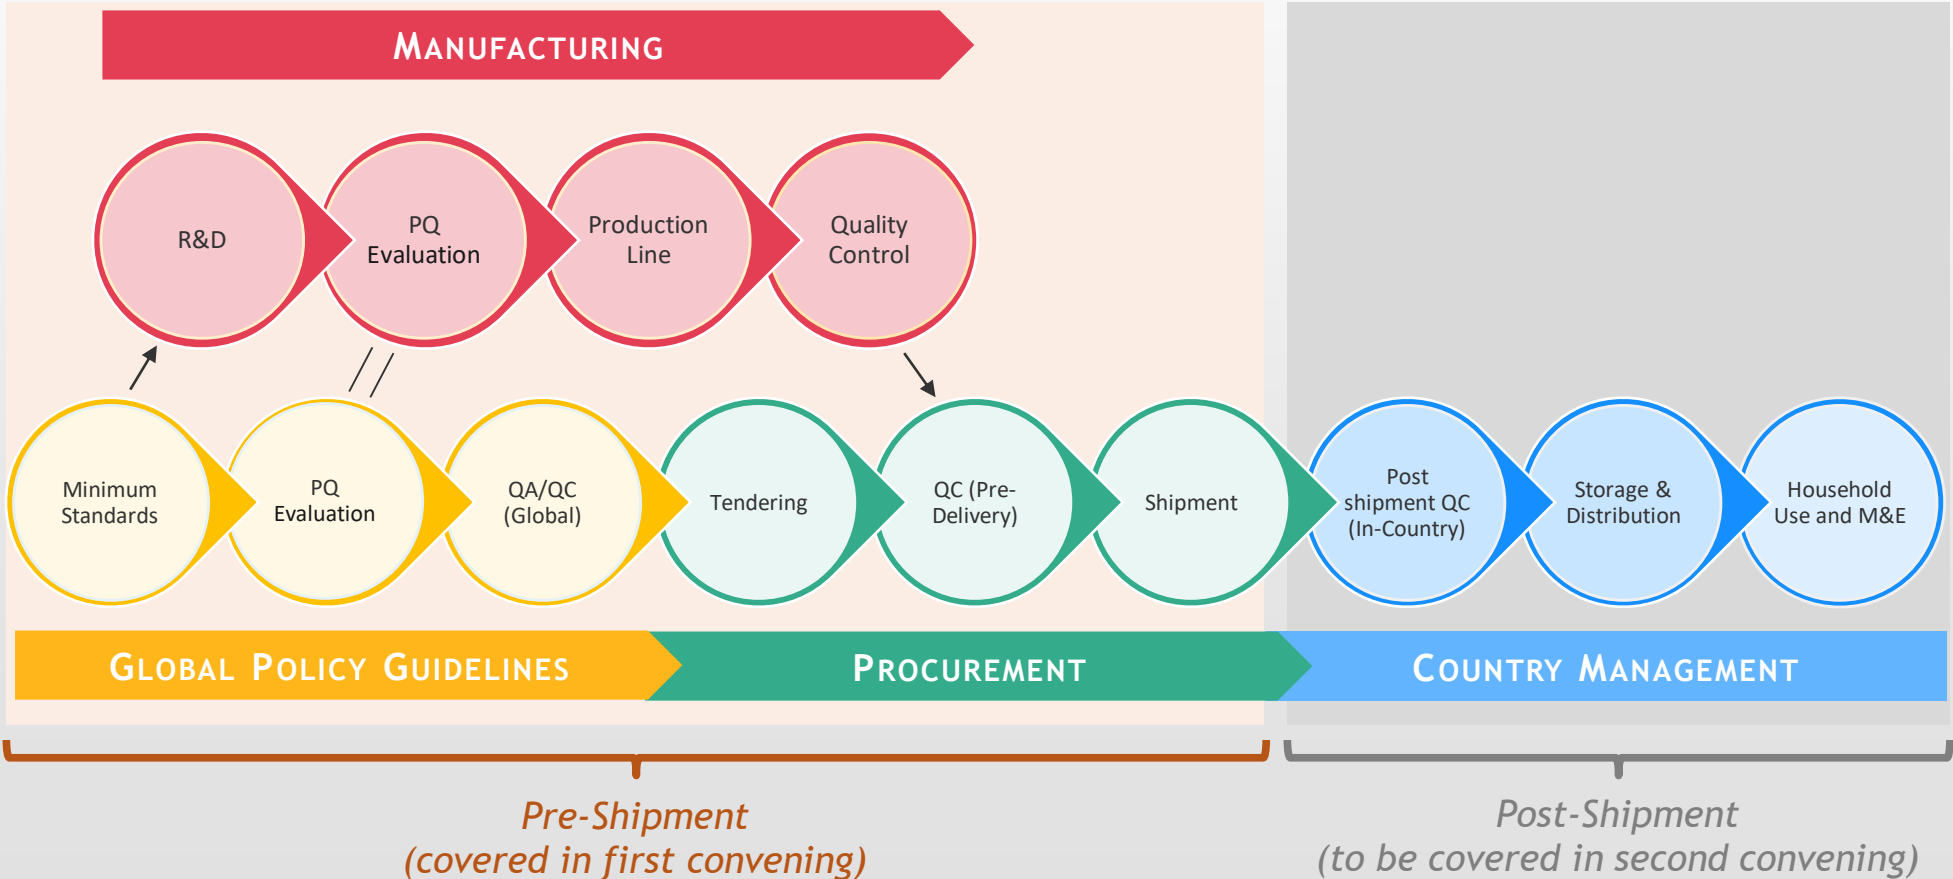 MANUFACTURING
R&D
PQ
Evaluation
Production
Line
Quality
Control
Minimum
Standards
PQ
Evaluation
QA/QC
(Global)
Tendering
QC (Pre-
Delivery)
Shipment
Post
shipment QC
(In-Country)
Storage &
Distribution
Household
Use and M&E
GLOBAL POLICY GUIDELINES
PROCUREMENT
COUNTRY MANAGEMENT
Pre-Shipment
(covered in first convening)
Post-Shipment
(to be covered in second convening)